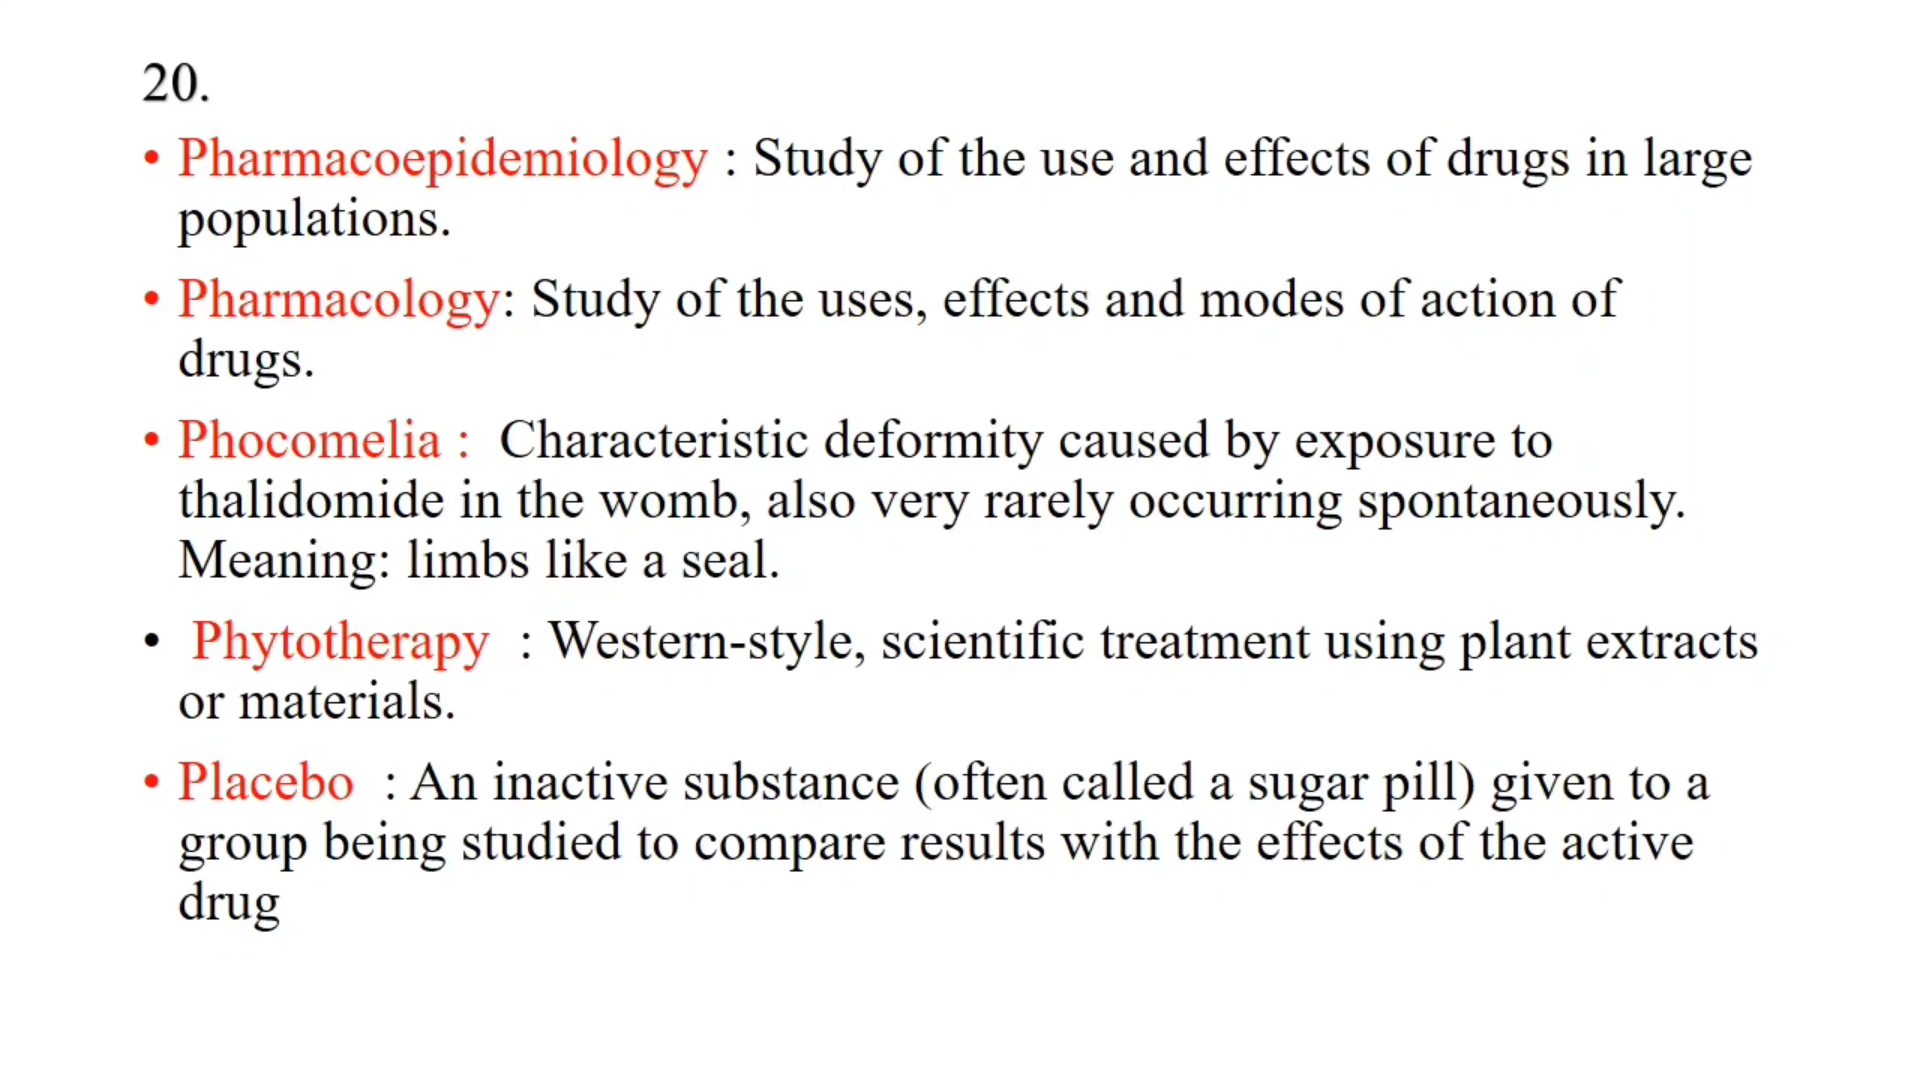 20.
• Pharmacoepidemiology : Study of the use and effects of drugs in large
populations.
• Pharmacology: Study of the uses, effects and modes of action of
drugs.
• Phocomelia :  Characteristic deformity caused by exposure to
thalidomide in the womb, also very rarely occurring spontaneously.
Meaning: limbs like a seal.
•  Phytotherapy  : Western-style, scientific treatment using plant extracts
or materials.
• Placebo  : An inactive substance (often called a sugar pill) given to a
group being studied to compare results with the effects of the active
drug